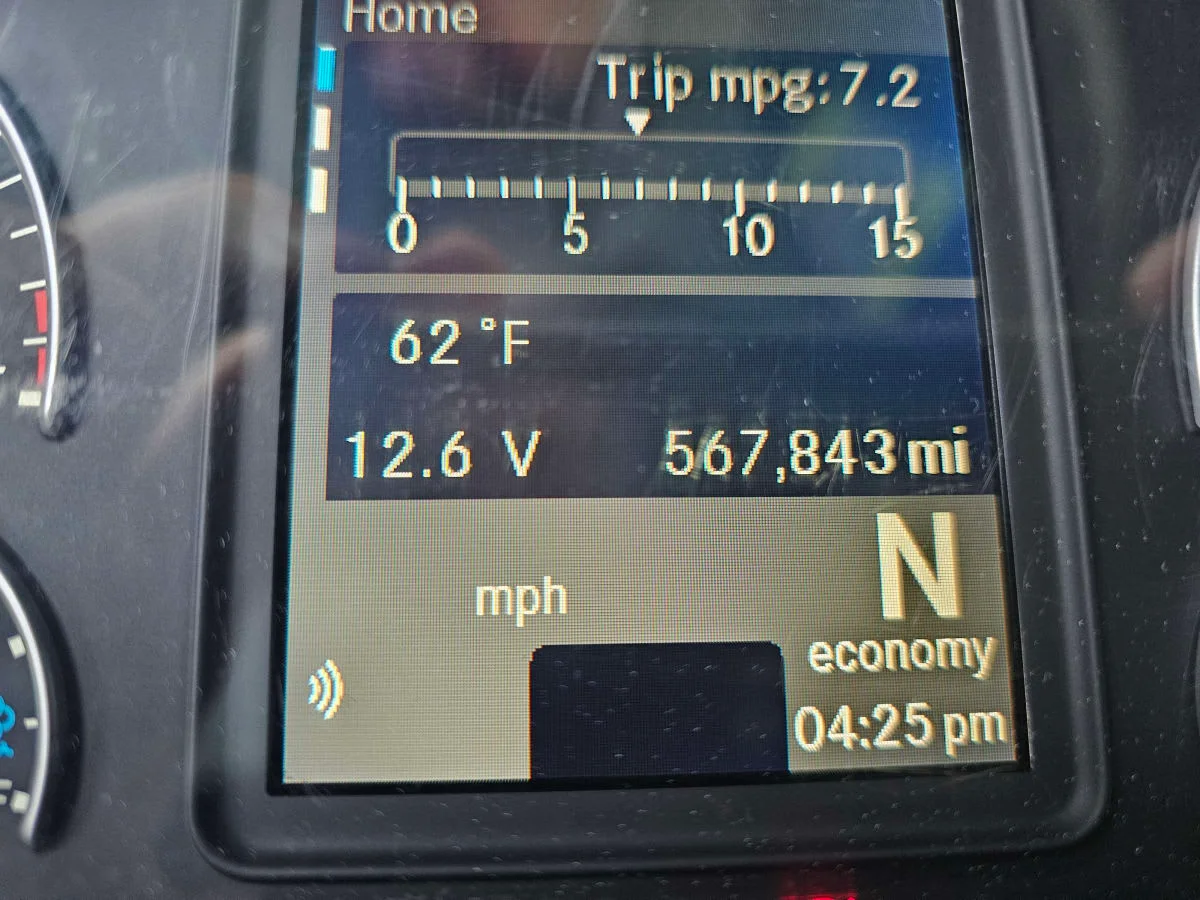 Home
Trip mpg: 7.2
0 5 10 15
62 °F
12.6 V 567,843 mi
N
mph
economy
04:25 pm